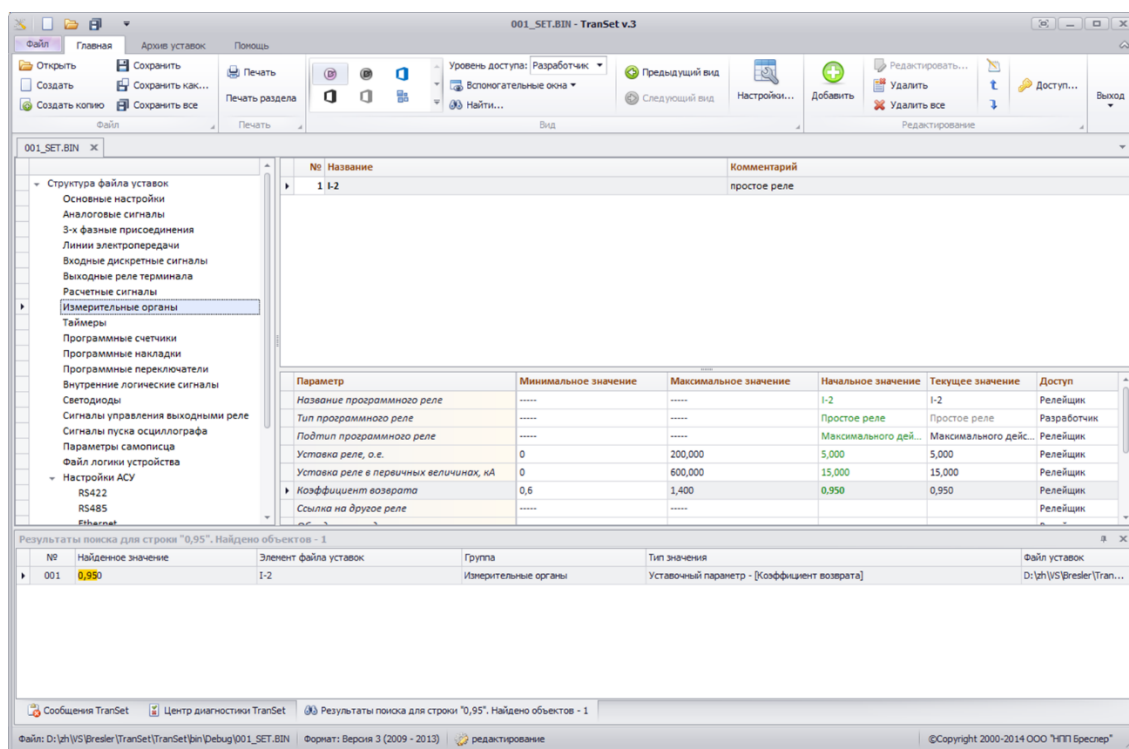 001_SET.BIN - TranSet v.3
Файл Главная Архив уставок Помощь
Открыть Сохранить Печать Уровень доступа: Разработчик Предыдущий вид Настройки... Добавить Редактировать... Доступ... Выход
Создать Сохранить как... Печать раздела Вспомогательные окна Следующий вид Удалить
Создать копию Сохранить все Найти... Удалить все
Файл Печать Вид Редактирование
001_SET.BIN
№ Название Комментарий
1 I-2 простое реле
Структура файла уставок
Основные настройки
Аналоговые сигналы
3-х фазные присоединения
Линии электропередачи
Входные дискретные сигналы
Выходные реле терминала
Расчетные сигналы
Измерительные органы
Таймеры
Программные счетчики
Программные накладки
Программные переключатели
Внутренние логические сигналы
Светодиоды
Сигналы управления выходными реле
Сигналы пуска осциллографа
Параметры самописца
Файл логики устройства
Настройки АСУ
RS422
RS485
Ethernet
Параметр Минимальное значение Максимальное значение Начальное значение Текущее значение Доступ
Название программного реле ----- ----- I-2 I-2 Релейщик
Тип программного реле ----- ----- Простое реле Простое реле Разработчик
Подтип программного реле ----- ----- Максимального дей... Максимального дейс... Релейщик
Уставка реле, о.е. 0 200,000 5,000 5,000 Релейщик
Уставка реле в первичных величинах, кА 0 600,000 15,000 15,000 Релейщик
Коэффициент возврата 0,6 1,400 0,950 0,950 Релейщик
Ссылка на другое реле ----- ----- Релейщик
Результаты поиска для строки "0,95". Найдено объектов - 1
№ Найденное значение Элемент файла уставок Группа Тип значения Файл уставок
001 0,950 I-2 Измерительные органы Уставочный параметр - [Коэффициент возврата] D:\zh\VS\Bresler\Tran...
Сообщения TranSet Центр диагностики TranSet Результаты поиска для строки "0,95". Найдено объектов - 1
Файл: D:\zh\VS\Bresler\TranSet\TranSet\bin\Debug\001_SET.BIN Формат: Версия 3 (2009 - 2013) редактирование ©Copyright 2000-2014 ООО "НПП Бреслер"